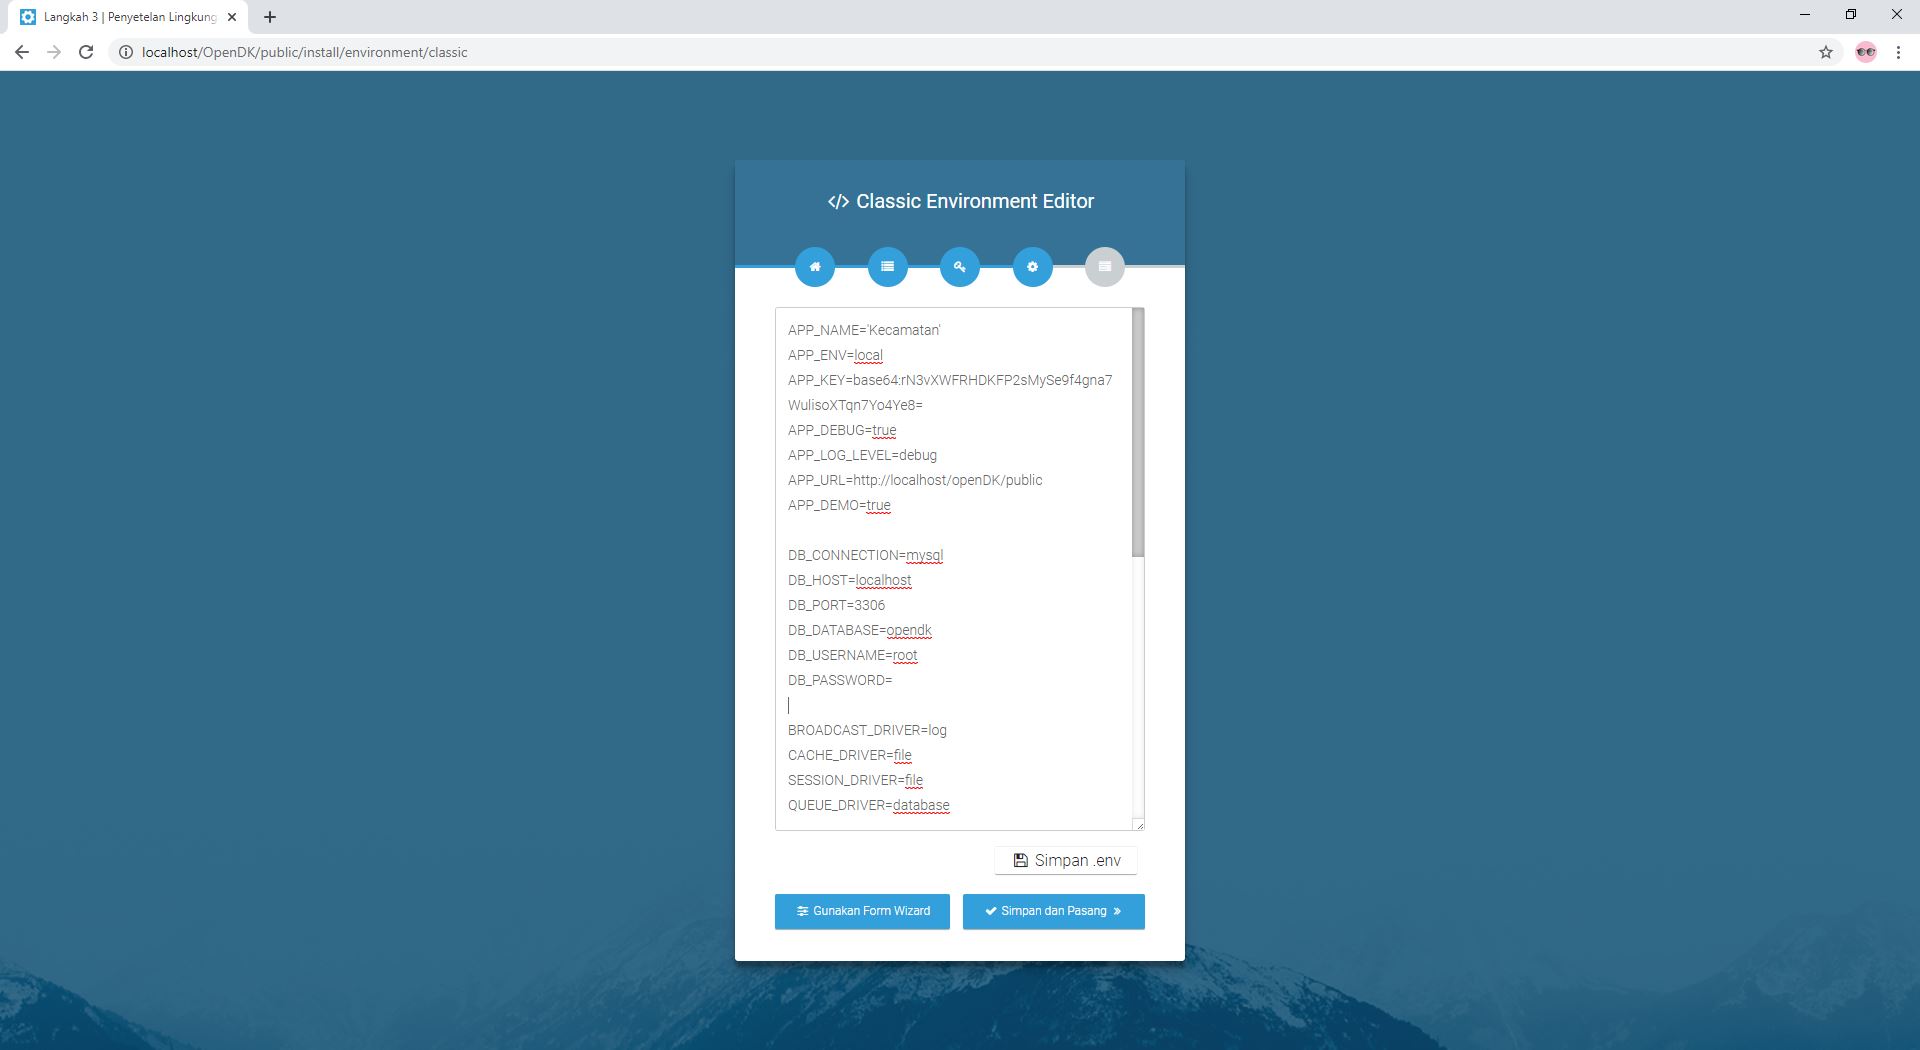 Langkah 3 | Penyetelan Lingkung
localhost/OpenDK/public/install/environment/classic
</> Classic Environment Editor
APP_NAME='Kecamatan'
APP_ENV=local
APP_KEY=base64:rN3vXWFRHDKFP2sMySe9f4gna7
WulisoXTqn7Yo4Ye8=
APP_DEBUG=true
APP_LOG_LEVEL=debug
APP_URL=http://localhost/openDK/public
APP_DEMO=true
DB_CONNECTION=mysql
DB_HOST=localhost
DB_PORT=3306
DB_DATABASE=opendk
DB_USERNAME=root
DB_PASSWORD=
BROADCAST_DRIVER=log
CACHE_DRIVER=file
SESSION_DRIVER=file
QUEUE_DRIVER=database
Simpan .env
Gunakan Form Wizard
Simpan dan Pasang »